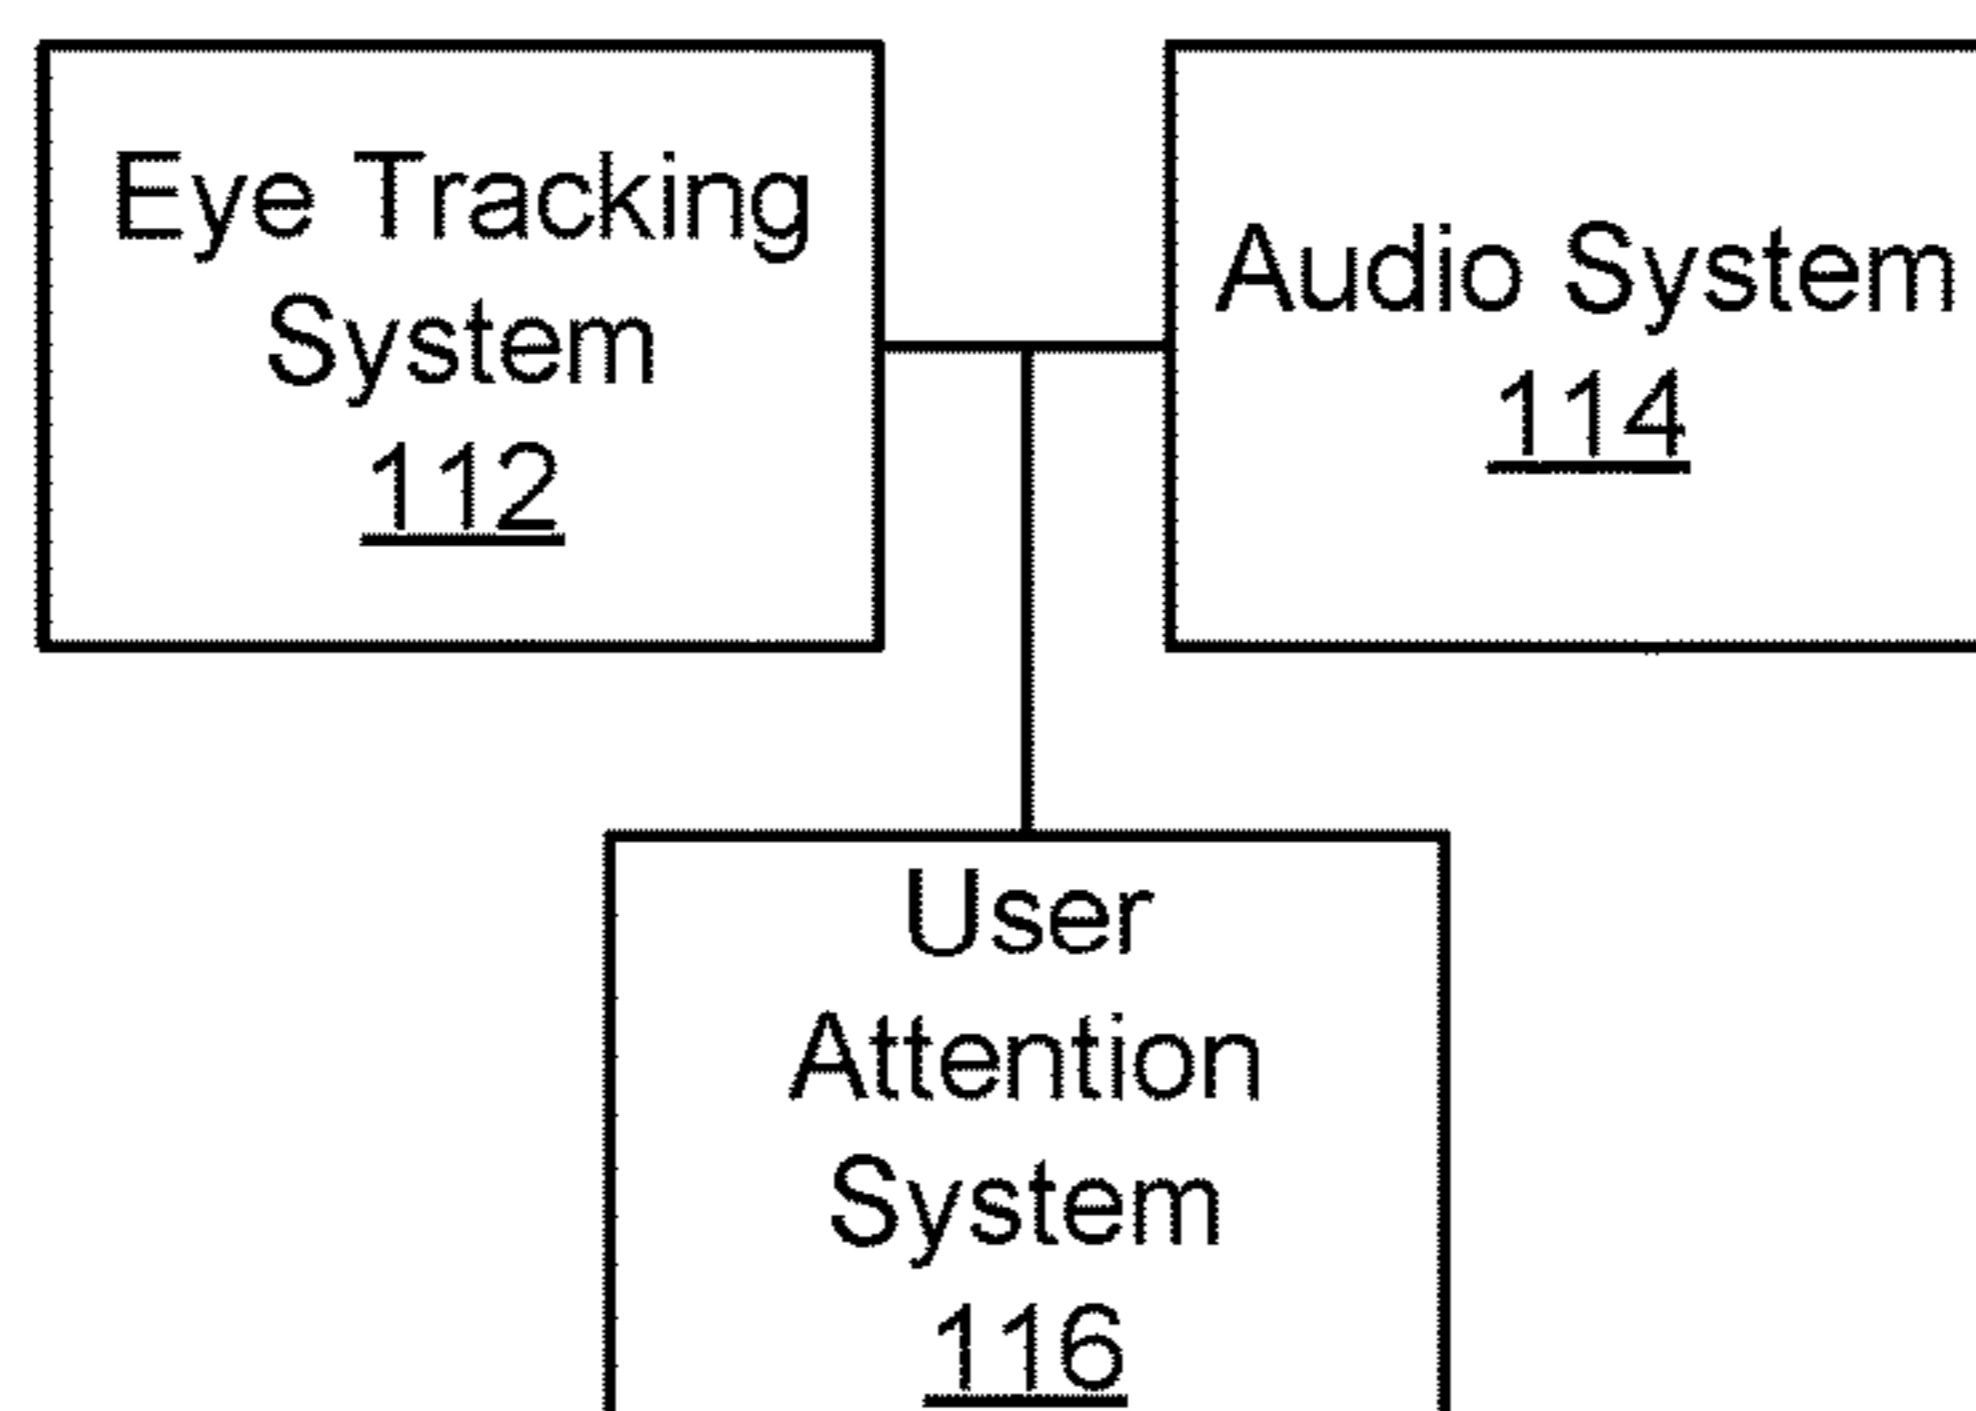 Eye Tracking
System
112
Audio System
114
User
Attention
System
116